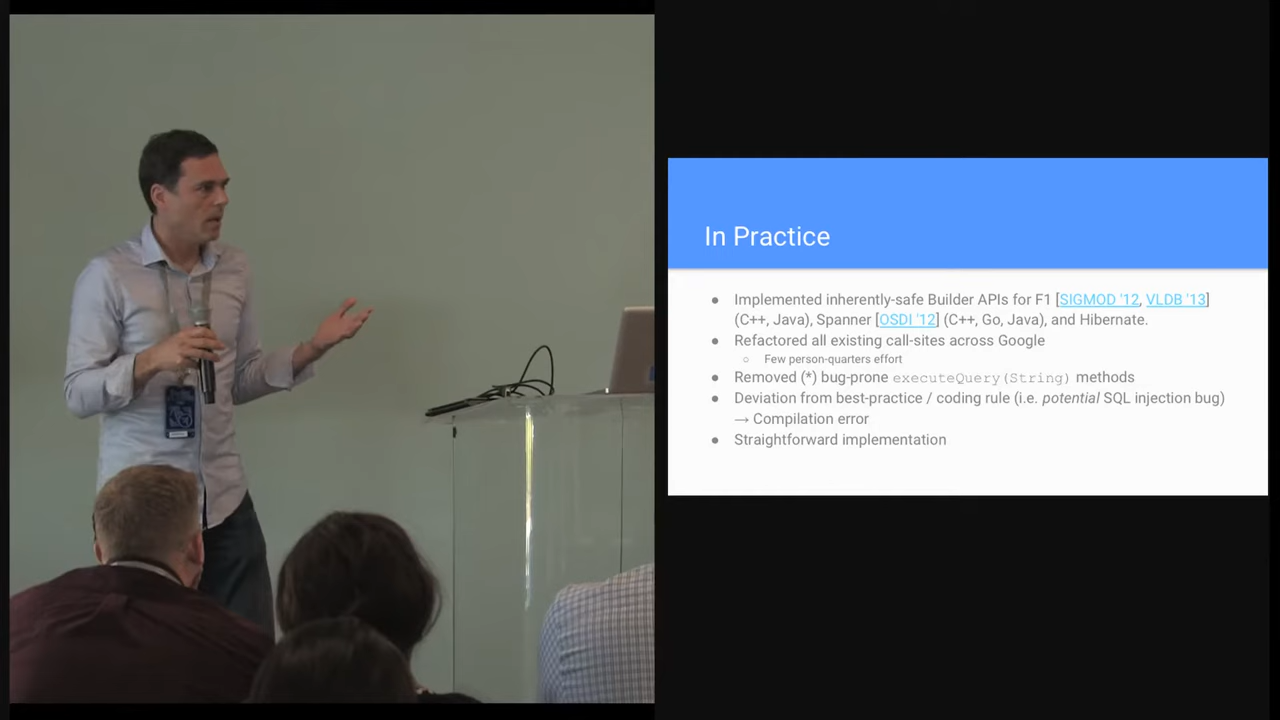 In Practice
● Implemented inherently-safe Builder APIs for F1 [SIGMOD '12, VLDB '13]
(C++, Java), Spanner [OSDI '12] (C++, Go, Java), and Hibernate.
● Refactored all existing call-sites across Google
○ Few person-quarters effort
● Removed (*) bug-prone executeQuery(String) methods
● Deviation from best-practice / coding rule (i.e. potential SQL injection bug)
→ Compilation error
● Straightforward implementation